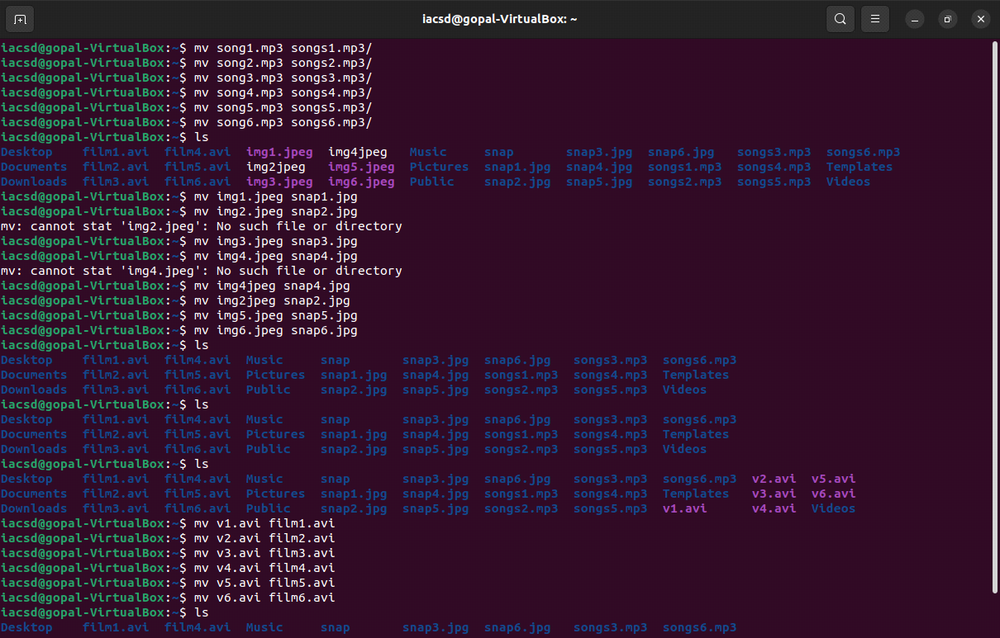 iacsd@gopal-VirtualBox: ~
iacsd@gopal-VirtualBox:~$ mv song1.mp3 songs1.mp3/
iacsd@gopal-VirtualBox:~$ mv song2.mp3 songs2.mp3/
iacsd@gopal-VirtualBox:~$ mv song3.mp3 songs3.mp3/
iacsd@gopal-VirtualBox:~$ mv song4.mp3 songs4.mp3/
iacsd@gopal-VirtualBox:~$ mv song5.mp3 songs5.mp3/
iacsd@gopal-VirtualBox:~$ mv song6.mp3 songs6.mp3/
iacsd@gopal-VirtualBox:~$ ls
Desktop    film1.avi  film4.avi  img1.jpeg  img4jpeg   Music     snap      snap3.jpg  snap6.jpg   songs3.mp3  songs6.mp3
Documents  film2.avi  film5.avi  img2jpeg   img5.jpeg  Pictures  snap1.jpg  snap4.jpg  songs1.mp3  songs4.mp3  Templates
Downloads  film3.avi  film6.avi  img3.jpeg  img6.jpeg  Public    snap2.jpg  snap5.jpg  songs2.mp3  songs5.mp3  Videos
iacsd@gopal-VirtualBox:~$ mv img1.jpeg snap1.jpg
iacsd@gopal-VirtualBox:~$ mv img2.jpeg snap2.jpg
mv: cannot stat 'img2.jpeg': No such file or directory
iacsd@gopal-VirtualBox:~$ mv img3.jpeg snap3.jpg
iacsd@gopal-VirtualBox:~$ mv img4.jpeg snap4.jpg
mv: cannot stat 'img4.jpeg': No such file or directory
iacsd@gopal-VirtualBox:~$ mv img4jpeg snap4.jpg
iacsd@gopal-VirtualBox:~$ mv img2jpeg snap2.jpg
iacsd@gopal-VirtualBox:~$ mv img5.jpeg snap5.jpg
iacsd@gopal-VirtualBox:~$ mv img6.jpeg snap6.jpg
iacsd@gopal-VirtualBox:~$ ls
Desktop    film1.avi  film4.avi  Music     snap       snap3.jpg  snap6.jpg   songs3.mp3  songs6.mp3
Documents  film2.avi  film5.avi  Pictures  snap1.jpg  snap4.jpg  songs1.mp3  songs4.mp3  Templates
Downloads  film3.avi  film6.avi  Public    snap2.jpg  snap5.jpg  songs2.mp3  songs5.mp3  Videos
iacsd@gopal-VirtualBox:~$ ls
Desktop    film1.avi  film4.avi  Music     snap       snap3.jpg  snap6.jpg   songs3.mp3  songs6.mp3
Documents  film2.avi  film5.avi  Pictures  snap1.jpg  snap4.jpg  songs1.mp3  songs4.mp3  Templates
Downloads  film3.avi  film6.avi  Public    snap2.jpg  snap5.jpg  songs2.mp3  songs5.mp3  Videos
iacsd@gopal-VirtualBox:~$ ls
Desktop    film1.avi  film4.avi  Music     snap       snap3.jpg  snap6.jpg   songs3.mp3  songs6.mp3  v2.avi  v5.avi
Documents  film2.avi  film5.avi  Pictures  snap1.jpg  snap4.jpg  songs1.mp3  songs4.mp3  Templates   v3.avi  v6.avi
Downloads  film3.avi  film6.avi  Public    snap2.jpg  snap5.jpg  songs2.mp3  songs5.mp3  v1.avi      v4.avi  Videos
iacsd@gopal-VirtualBox:~$ mv v1.avi film1.avi
iacsd@gopal-VirtualBox:~$ mv v2.avi film2.avi
iacsd@gopal-VirtualBox:~$ mv v3.avi film3.avi
iacsd@gopal-VirtualBox:~$ mv v4.avi film4.avi
iacsd@gopal-VirtualBox:~$ mv v5.avi film5.avi
iacsd@gopal-VirtualBox:~$ mv v6.avi film6.avi
iacsd@gopal-VirtualBox:~$ ls
Desktop    film1.avi  film4.avi  Music     snap       snap3.jpg  snap6.jpg   songs3.mp3  songs6.mp3